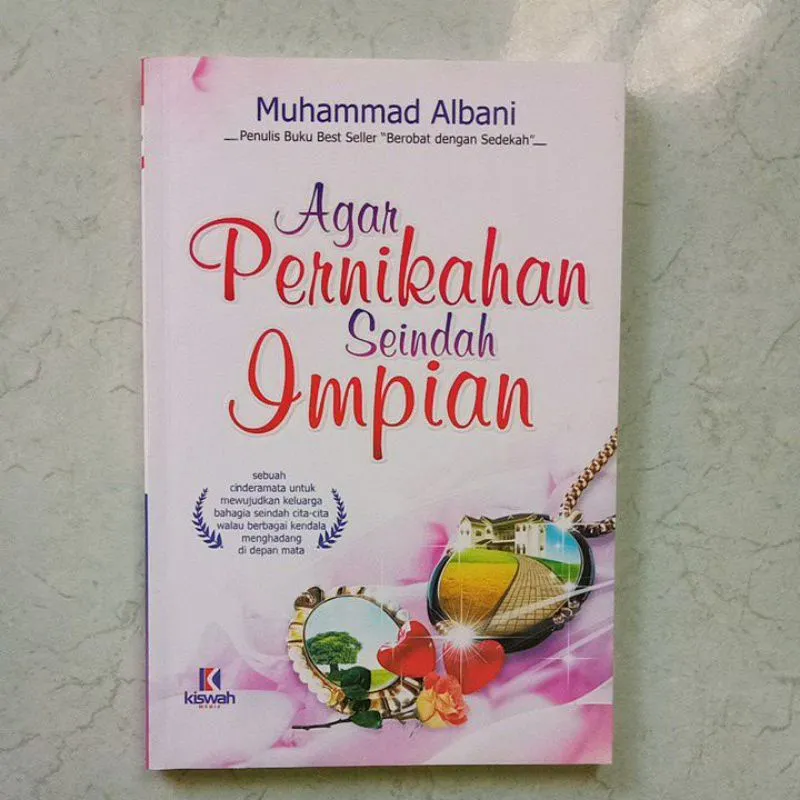 Muhammad Albani
Penulis Buku Best Seller "Berobat dengan Sedekah"
Agar
Pernikahan
Seindah
Impian
sebuah
cinderamata untuk
mewujudkan keluarga
bahagia seindah cita-cita
walau berbagai kendala
menghadang
di depan mata
kiswah
MEDIA